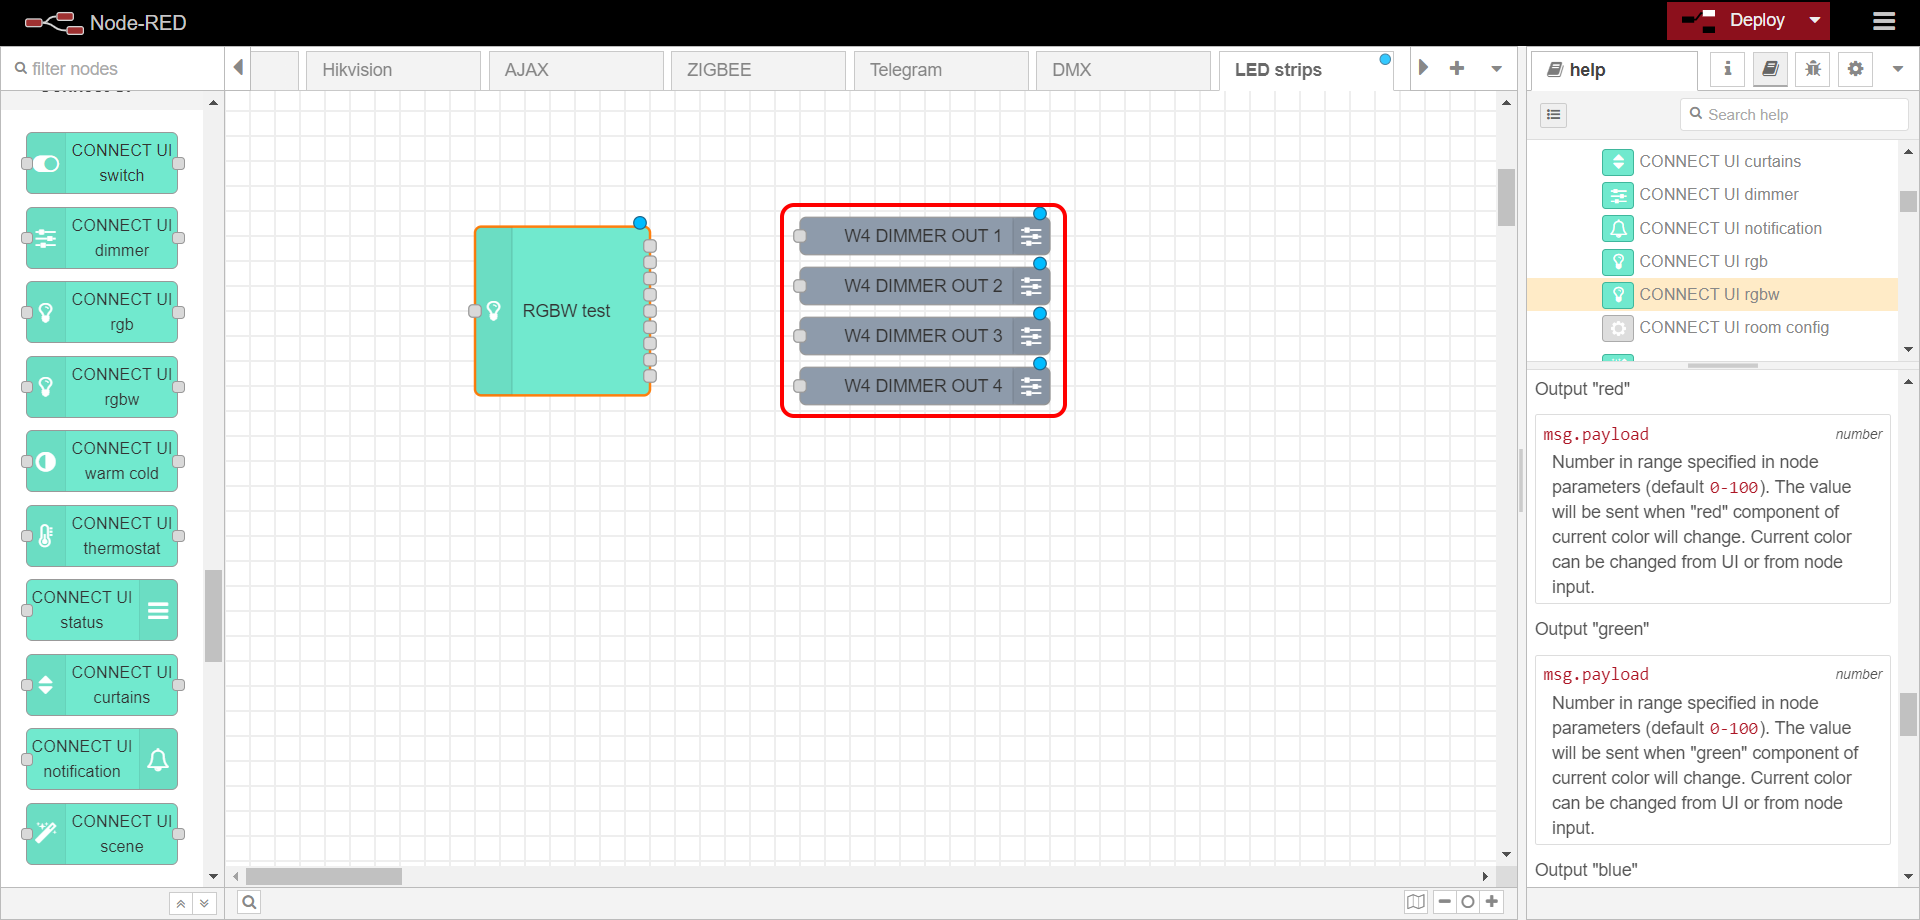 Node-RED
Deploy
filter nodes
Hikvision
AJAX
ZIGBEE
Telegram
DMX
LED strips
help
CONNECT UI
switch
CONNECT UI
dimmer
CONNECT UI
rgb
CONNECT UI
rgbw
CONNECT UI
warm cold
CONNECT UI
thermostat
CONNECT UI
status
CONNECT UI
curtains
CONNECT UI
notification
CONNECT UI
scene
RGBW test
W4 DIMMER OUT 1
W4 DIMMER OUT 2
W4 DIMMER OUT 3
W4 DIMMER OUT 4
Search help
CONNECT UI curtains
CONNECT UI dimmer
CONNECT UI notification
CONNECT UI rgb
CONNECT UI rgbw
CONNECT UI room config
Output "red"
msg.payload number
Number in range specified in node
parameters (default 0-100). The value
will be sent when "red" component of
current color will change. Current color
can be changed from UI or from node
input.
Output "green"
msg.payload number
Number in range specified in node
parameters (default 0-100). The value
will be sent when "green" component of
current color will change. Current color
can be changed from UI or from node
input.
Output "blue"